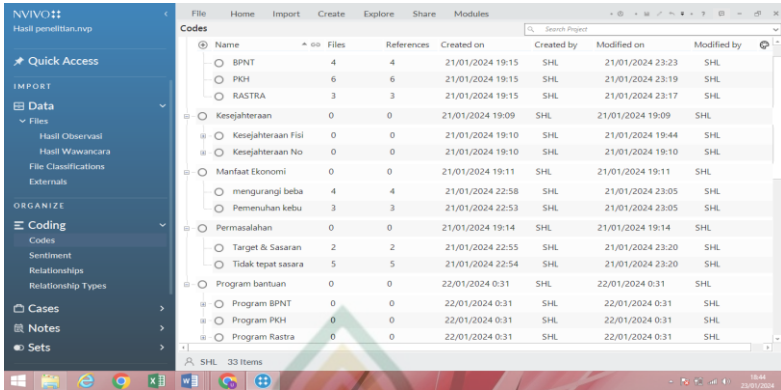 NVIVO
File Home Import Create Explore Share Modules
Hasil penelitian.nvp
Codes
Search Project
Name Files References Created on Created by Modified on Modified by
Quick Access
IMPORT
Data
Files
Hasil Observasi
Hasil Wawancara
File Classifications
Externals
ORGANIZE
Coding
Codes
Sentiment
Relationships
Relationship Types
Cases
Notes
Sets
BPNT 4 4 21/01/2024 19:15 SHL 21/01/2024 23:23 SHL
PKH 6 6 21/01/2024 19:15 SHL 21/01/2024 23:19 SHL
RASTRA 3 3 21/01/2024 19:15 SHL 21/01/2024 23:17 SHL
Kesejahteraan 0 0 21/01/2024 19:09 SHL 21/01/2024 19:09 SHL
Kesejahteraan Fisi 0 0 21/01/2024 19:10 SHL 21/01/2024 19:44 SHL
Kesejahteraan No 0 0 21/01/2024 19:10 SHL 21/01/2024 19:10 SHL
Manfaat Ekonomi 0 0 21/01/2024 19:11 SHL 21/01/2024 19:11 SHL
mengurangi beba 4 4 21/01/2024 22:58 SHL 21/01/2024 23:05 SHL
Pemenuhan kebu 3 3 21/01/2024 22:53 SHL 21/01/2024 23:05 SHL
Permasalahan 0 0 21/01/2024 19:14 SHL 21/01/2024 19:14 SHL
Target & Sasaran 2 2 21/01/2024 22:55 SHL 21/01/2024 23:20 SHL
Tidak tepat sasara 5 5 21/01/2024 22:54 SHL 21/01/2024 23:20 SHL
Program bantuan 0 0 22/01/2024 0:31 SHL 22/01/2024 0:31 SHL
Program BPNT 0 0 22/01/2024 0:31 SHL 22/01/2024 0:31 SHL
Program PKH 0 0 22/01/2024 0:31 SHL 22/01/2024 0:31 SHL
Program Rastra 0 0 22/01/2024 0:31 SHL 22/01/2024 0:31 SHL
SHL 33 Items
18:44
23/01/2024